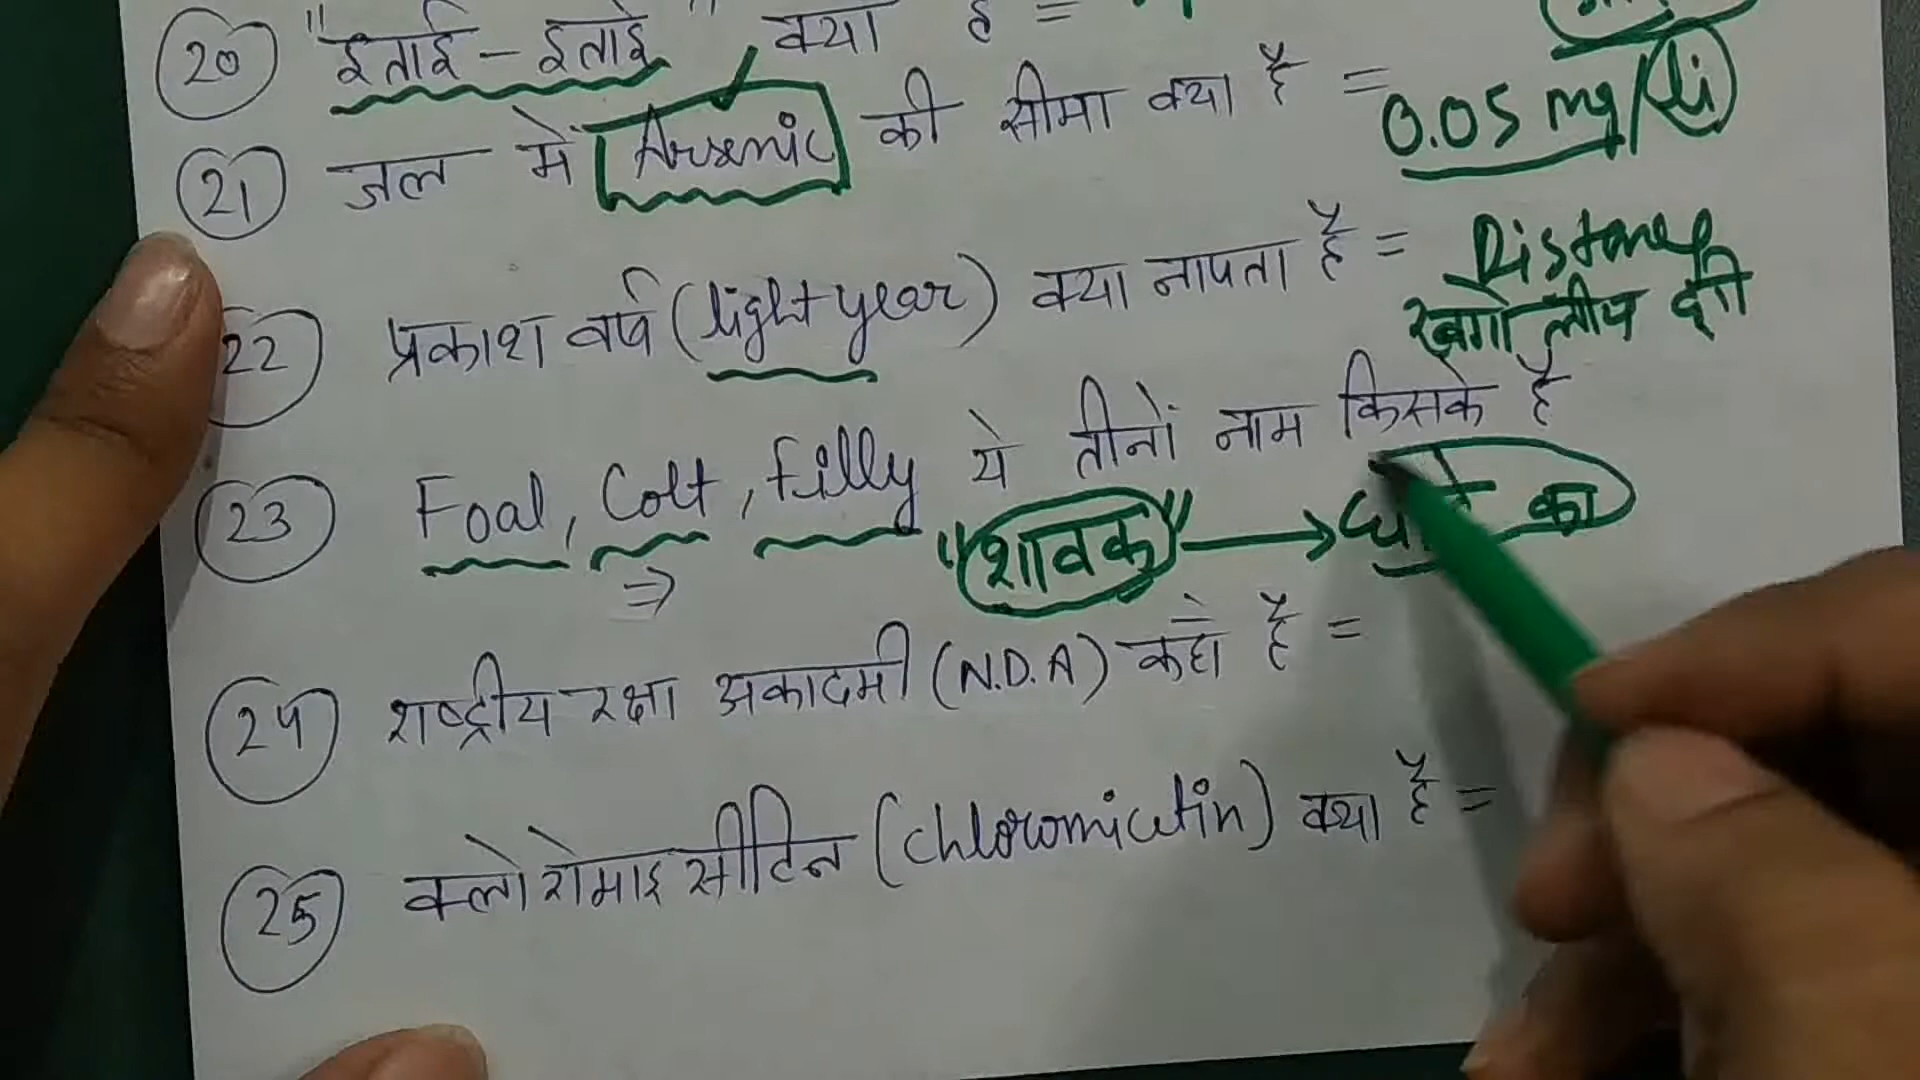 20 "इताई - इताई" क्या है =
21 जल में Arsenic की सीमा क्या है = 0.05 mg/li
22 प्रकाश वर्ष (light year) क्या नापता है = Distance
खगोलीय दूरी
23 Foal, Colt, filly ये तीनों नाम किसके है
⇒ "शावक" → का
24 राष्ट्रीय रक्षा अकादमी (N.D.A) कहाँ है =
25 क्लोरोमाइसीटिन (chloromicetin) क्या है =